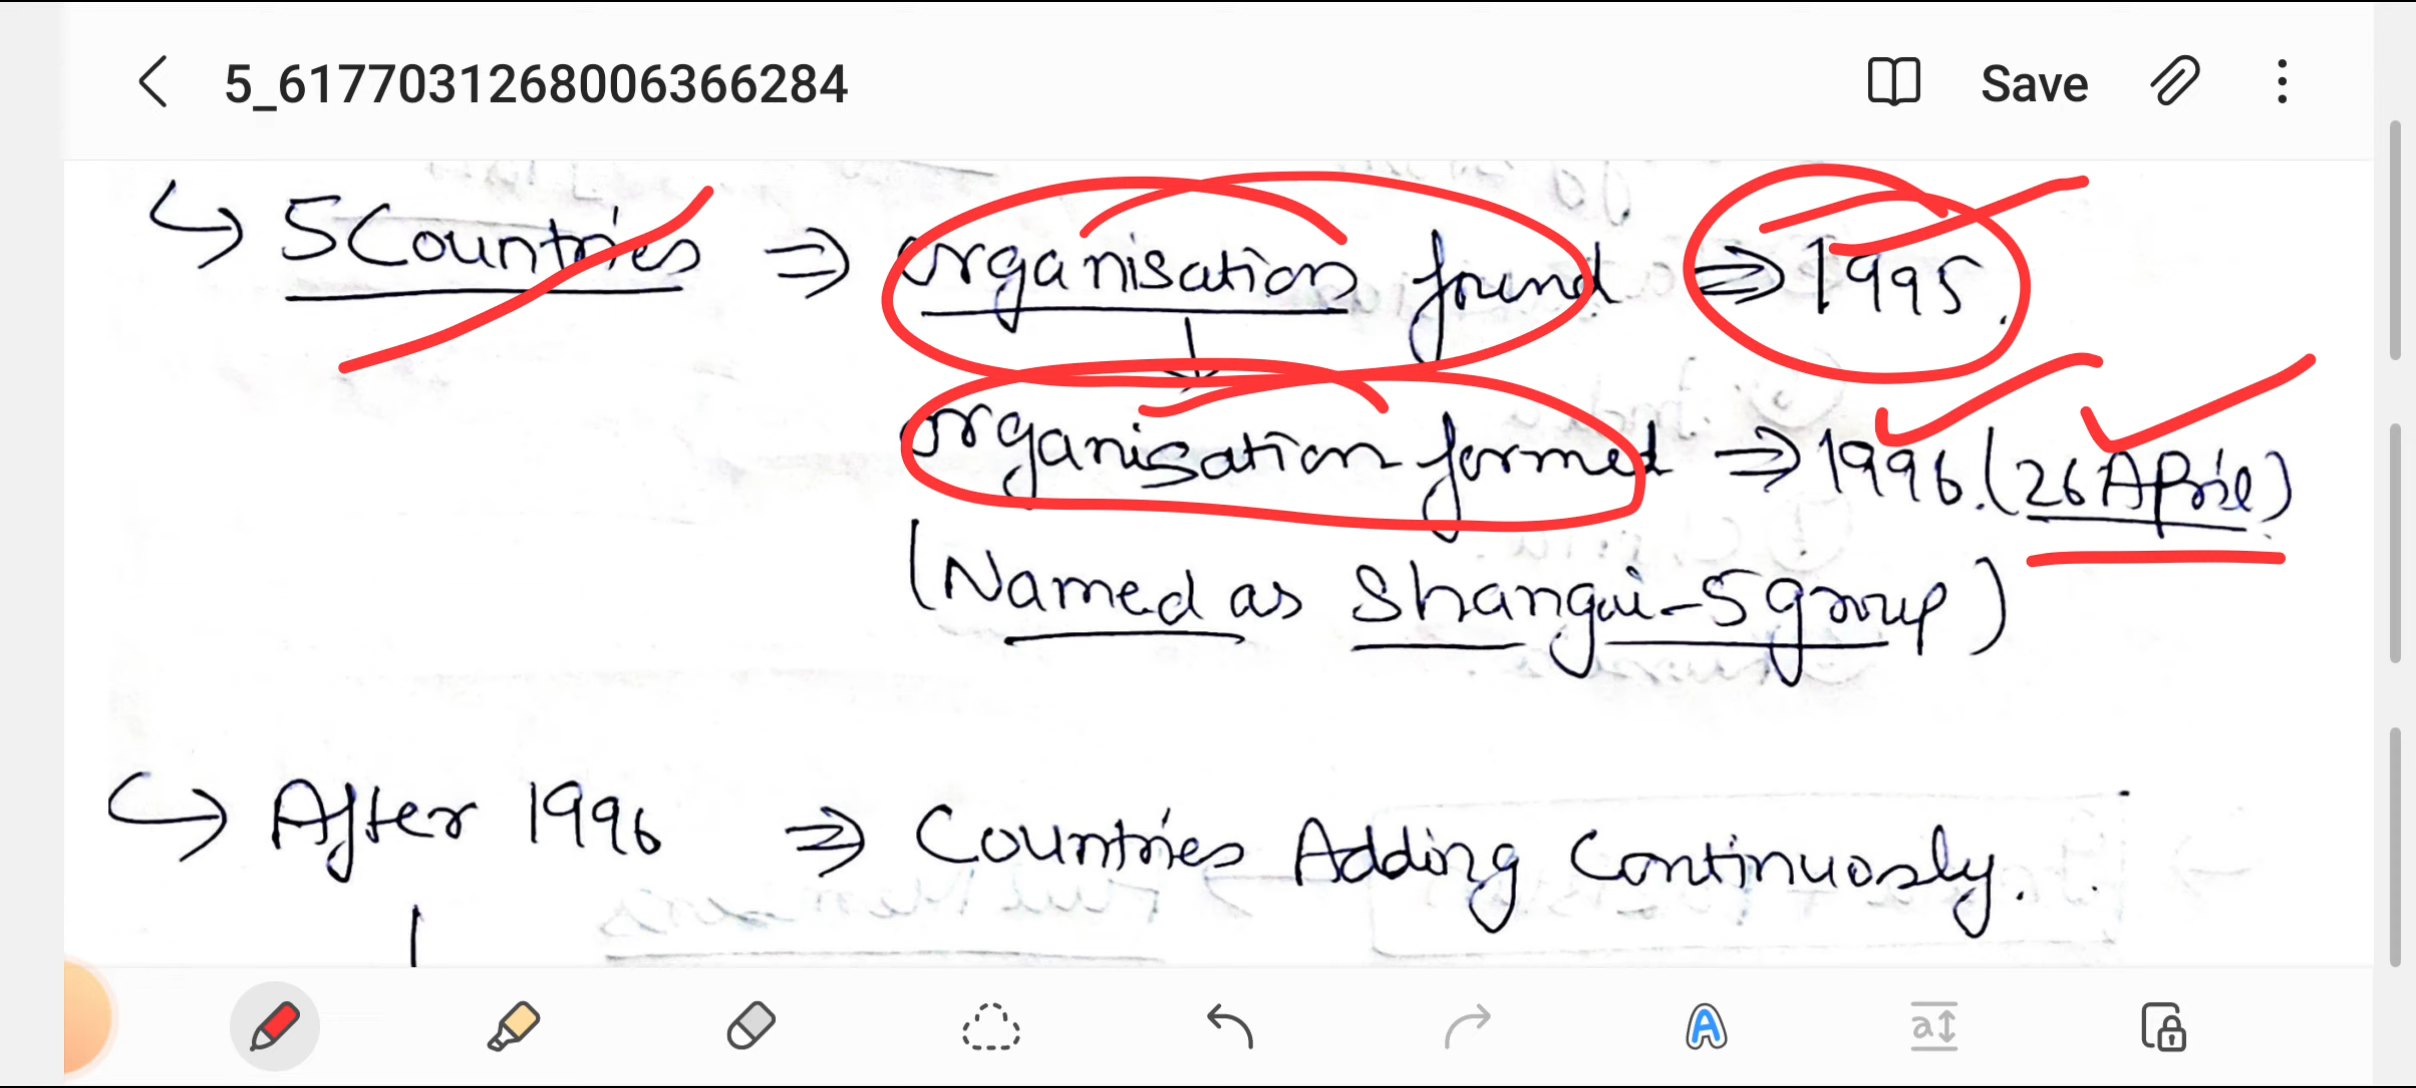 5_6177031268006366284 Save
↪ 5 Countries ⇒ organisation found ⇒ 1995.
organisation formed ⇒ 1996.(26 April)
(Named as Shangai-5 group)
↪ After 1996 ⇒ Countries Adding Continuosly.